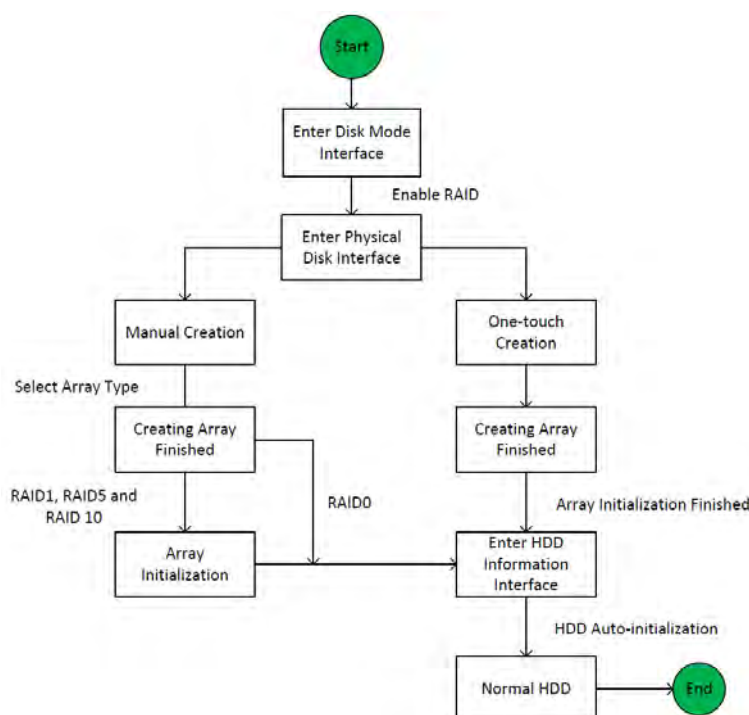 Start
Enter Disk Mode
Interface
Enable RAID
Enter Physical
Disk Interface
Manual Creation
One-touch
Creation
Select Array Type
Creating Array
Finished
Creating Array
Finished
RAID1, RAID5 and
RAID 10
RAID0
Array Initialization Finished
Array
Initialization
Enter HDD
Information
Interface
HDD Auto-initialization
Normal HDD
End